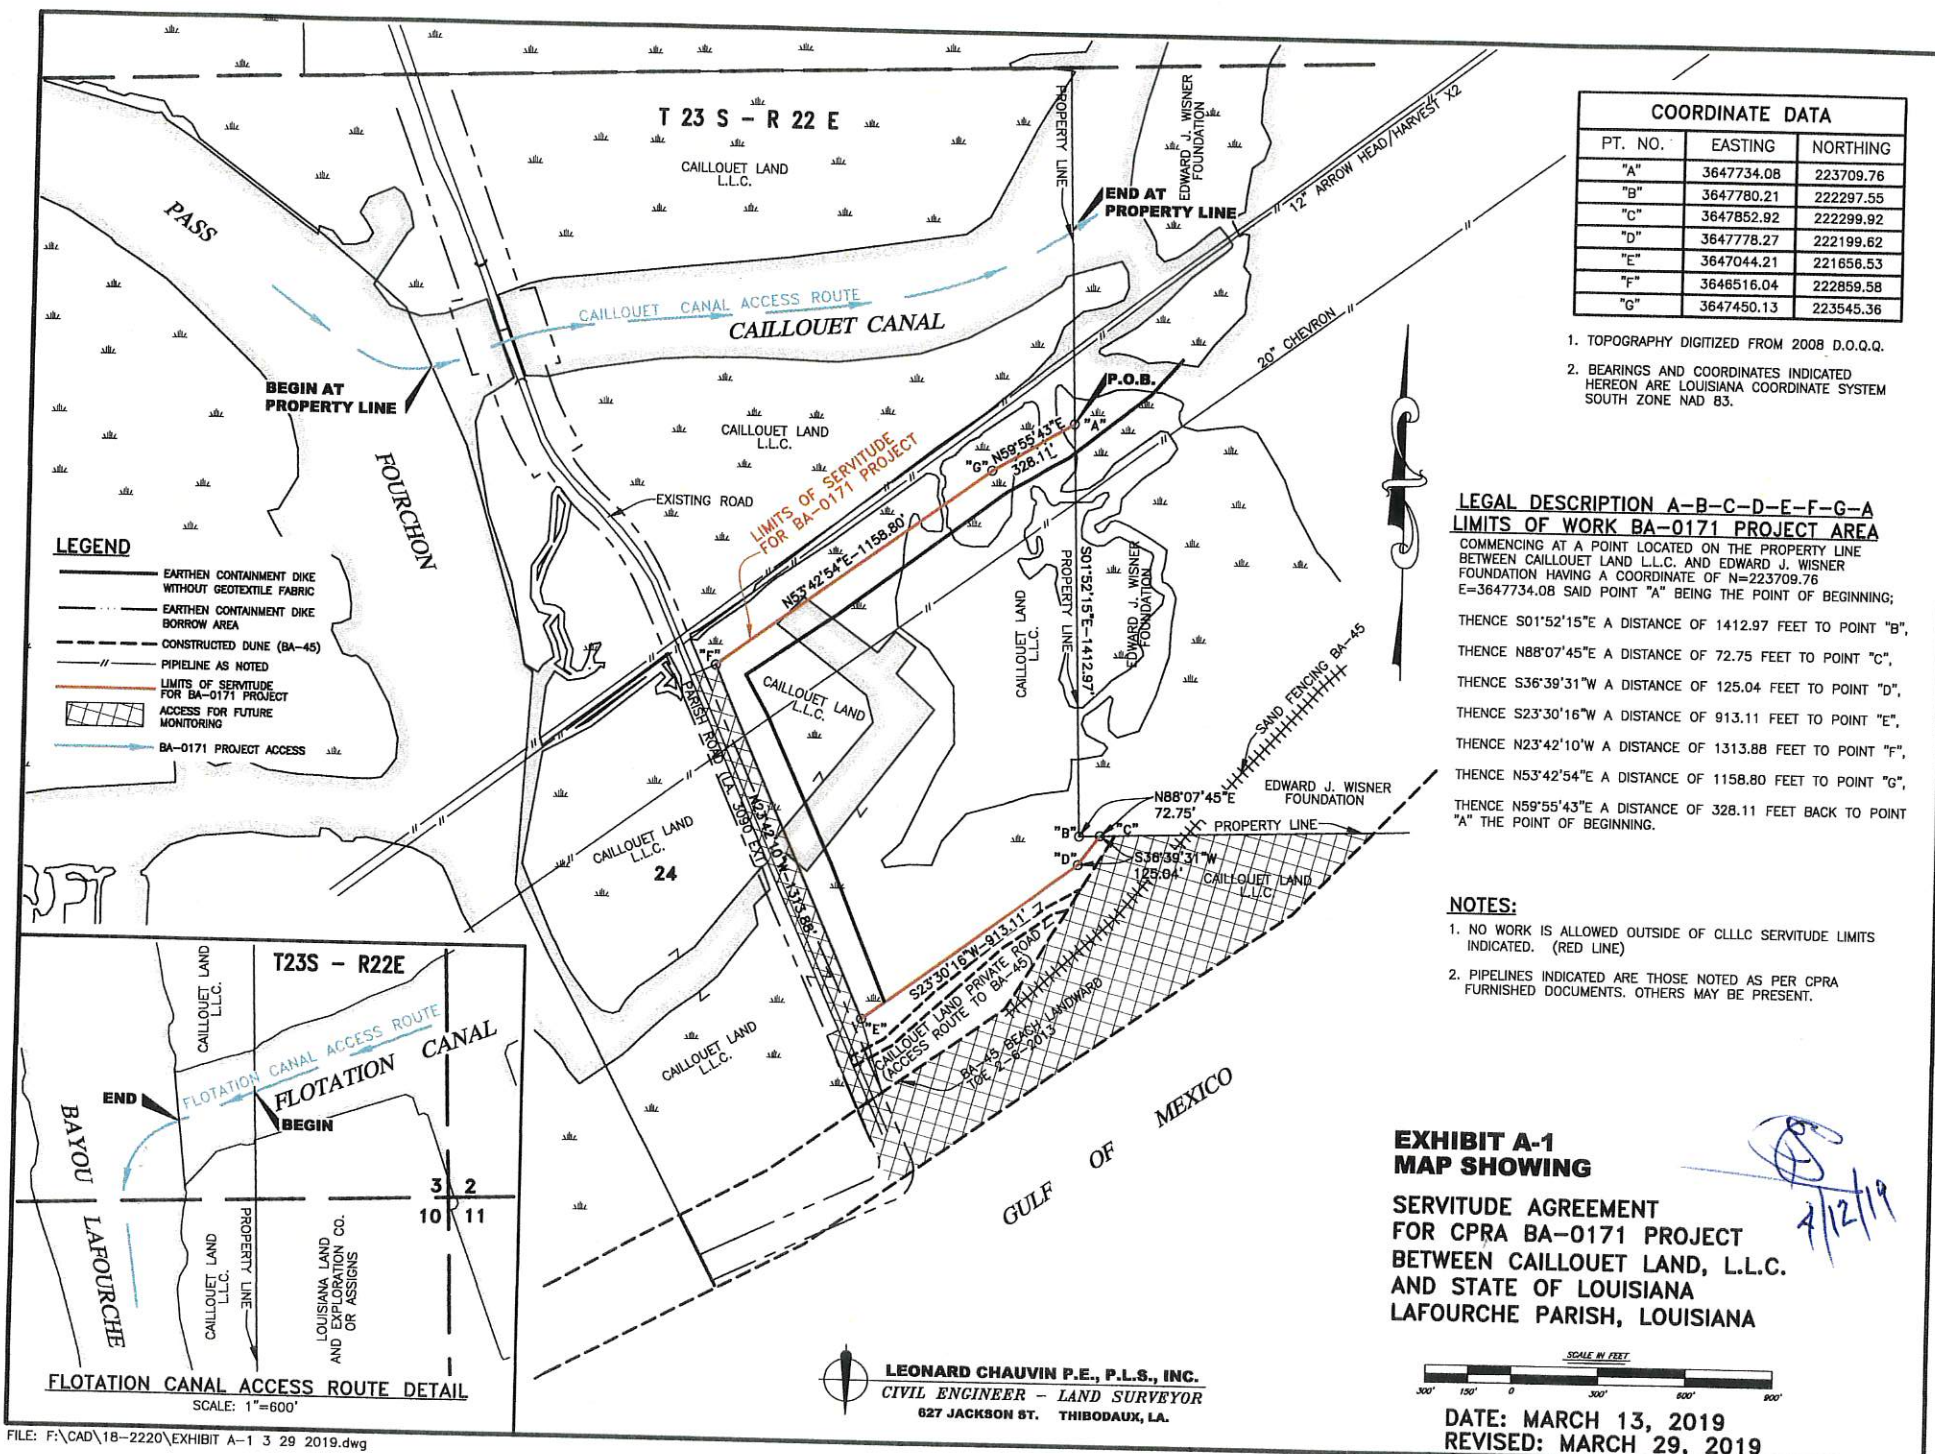 T 23 S - R 22 E
CAILLOUET LAND
L.L.C.
PROPERTY LINE
EDWARD J. WISNER
FOUNDATION
12" ARROW HEAD/HARVEST X2
END AT
PROPERTY LINE
PASS
FOURCHON
CAILLOUET CANAL ACCESS ROUTE
CAILLOUET CANAL
BEGIN AT
PROPERTY LINE
20" CHEVRON
P.O.B.
"A"
"G"
N59°55'43"E
328.11'
CAILLOUET LAND
L.L.C.
LIMITS OF SERVITUDE
FOR BA-0171 PROJECT
EXISTING ROAD
N53°42'54"E-1158.80'
"F"
S01°52'15"E-1412.97'
PROPERTY LINE
CAILLOUET LAND
L.L.C.
EDWARD J. WISNER
FOUNDATION
CAILLOUET LAND
L.L.C.
PARISH ROAD (LA. 3090 EXT)
N23°42'10"W-1313.88'
SAND FENCING BA-45
EDWARD J. WISNER
FOUNDATION
N88°07'45"E
72.75'
PROPERTY LINE
"B"
"C"
"D"
S36°39'31"W
125.04'
CAILLOUET LAND
L.L.C.
CAILLOUET LAND
L.L.C.
24
S23°30'16"W-913.11'
"E"
CAILLOUET LAND PRIVATE ROAD
(ACCESS ROUTE TO BA-45)
BA-45 BEACH LANDWARD
TOE 2-6-2013
CAILLOUET LAND
L.L.C.
GULF OF MEXICO
LEGEND
EARTHEN CONTAINMENT DIKE
WITHOUT GEOTEXTILE FABRIC
EARTHEN CONTAINMENT DIKE
BORROW AREA
CONSTRUCTED DUNE (BA-45)
PIPIELINE AS NOTED
LIMITS OF SERVITUDE
FOR BA-0171 PROJECT
ACCESS FOR FUTURE
MONITORING
BA-0171 PROJECT ACCESS
T23S - R22E
CAILLOUET LAND
L.L.C.
FLOTATION CANAL ACCESS ROUTE
FLOTATION CANAL
END
BEGIN
BAYOU LAFOURCHE
3 2
10 11
CAILLOUET LAND
L.L.C.
PROPERTY LINE
LOUISIANA LAND
AND EXPLORATION CO.
OR ASSIGNS
FLOTATION CANAL ACCESS ROUTE DETAIL
SCALE: 1"=600'
FILE: F:\CAD\18-2220\EXHIBIT A-1 3 29 2019.dwg
LEONARD CHAUVIN P.E., P.L.S., INC.
CIVIL ENGINEER - LAND SURVEYOR
627 JACKSON ST. THIBODAUX, LA.
COORDINATE DATA
PT. NO. EASTING NORTHING
"A" 3647734.08 223709.76
"B" 3647780.21 222297.55
"C" 3647852.92 222299.92
"D" 3647778.27 222199.62
"E" 3647044.21 221656.53
"F" 3646516.04 222859.58
"G" 3647450.13 223545.36
1. TOPOGRAPHY DIGITIZED FROM 2008 D.O.Q.Q.
2. BEARINGS AND COORDINATES INDICATED
HEREON ARE LOUISIANA COORDINATE SYSTEM
SOUTH ZONE NAD 83.
LEGAL DESCRIPTION A-B-C-D-E-F-G-A
LIMITS OF WORK BA-0171 PROJECT AREA
COMMENCING AT A POINT LOCATED ON THE PROPERTY LINE
BETWEEN CAILLOUET LAND L.L.C. AND EDWARD J. WISNER
FOUNDATION HAVING A COORDINATE OF N=223709.76
E=3647734.08 SAID POINT "A" BEING THE POINT OF BEGINNING;
THENCE S01°52'15"E A DISTANCE OF 1412.97 FEET TO POINT "B",
THENCE N88°07'45"E A DISTANCE OF 72.75 FEET TO POINT "C",
THENCE S36°39'31"W A DISTANCE OF 125.04 FEET TO POINT "D",
THENCE S23°30'16"W A DISTANCE OF 913.11 FEET TO POINT "E",
THENCE N23°42'10"W A DISTANCE OF 1313.88 FEET TO POINT "F",
THENCE N53°42'54"E A DISTANCE OF 1158.80 FEET TO POINT "G",
THENCE N59°55'43"E A DISTANCE OF 328.11 FEET BACK TO POINT
"A" THE POINT OF BEGINNING.
NOTES:
1. NO WORK IS ALLOWED OUTSIDE OF CLLLC SERVITUDE LIMITS
INDICATED. (RED LINE)
2. PIPELINES INDICATED ARE THOSE NOTED AS PER CPRA
FURNISHED DOCUMENTS. OTHERS MAY BE PRESENT.
EXHIBIT A-1
MAP SHOWING
SERVITUDE AGREEMENT
FOR CPRA BA-0171 PROJECT
BETWEEN CAILLOUET LAND, L.L.C.
AND STATE OF LOUISIANA
LAFOURCHE PARISH, LOUISIANA
4/12/19
SCALE IN FEET
300' 150' 0 300' 600' 900'
DATE: MARCH 13, 2019
REVISED: MARCH 29, 2019